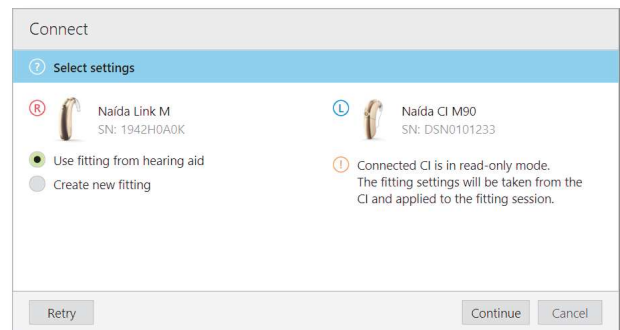 Connect
? Select settings
R
Naída Link M
SN: 1942H0A0K
Use fitting from hearing aid
Create new fitting
L
Naída CI M90
SN: DSN0101233
! Connected CI is in read-only mode.
The fitting settings will be taken from the
CI and applied to the fitting session.
Retry
Continue
Cancel